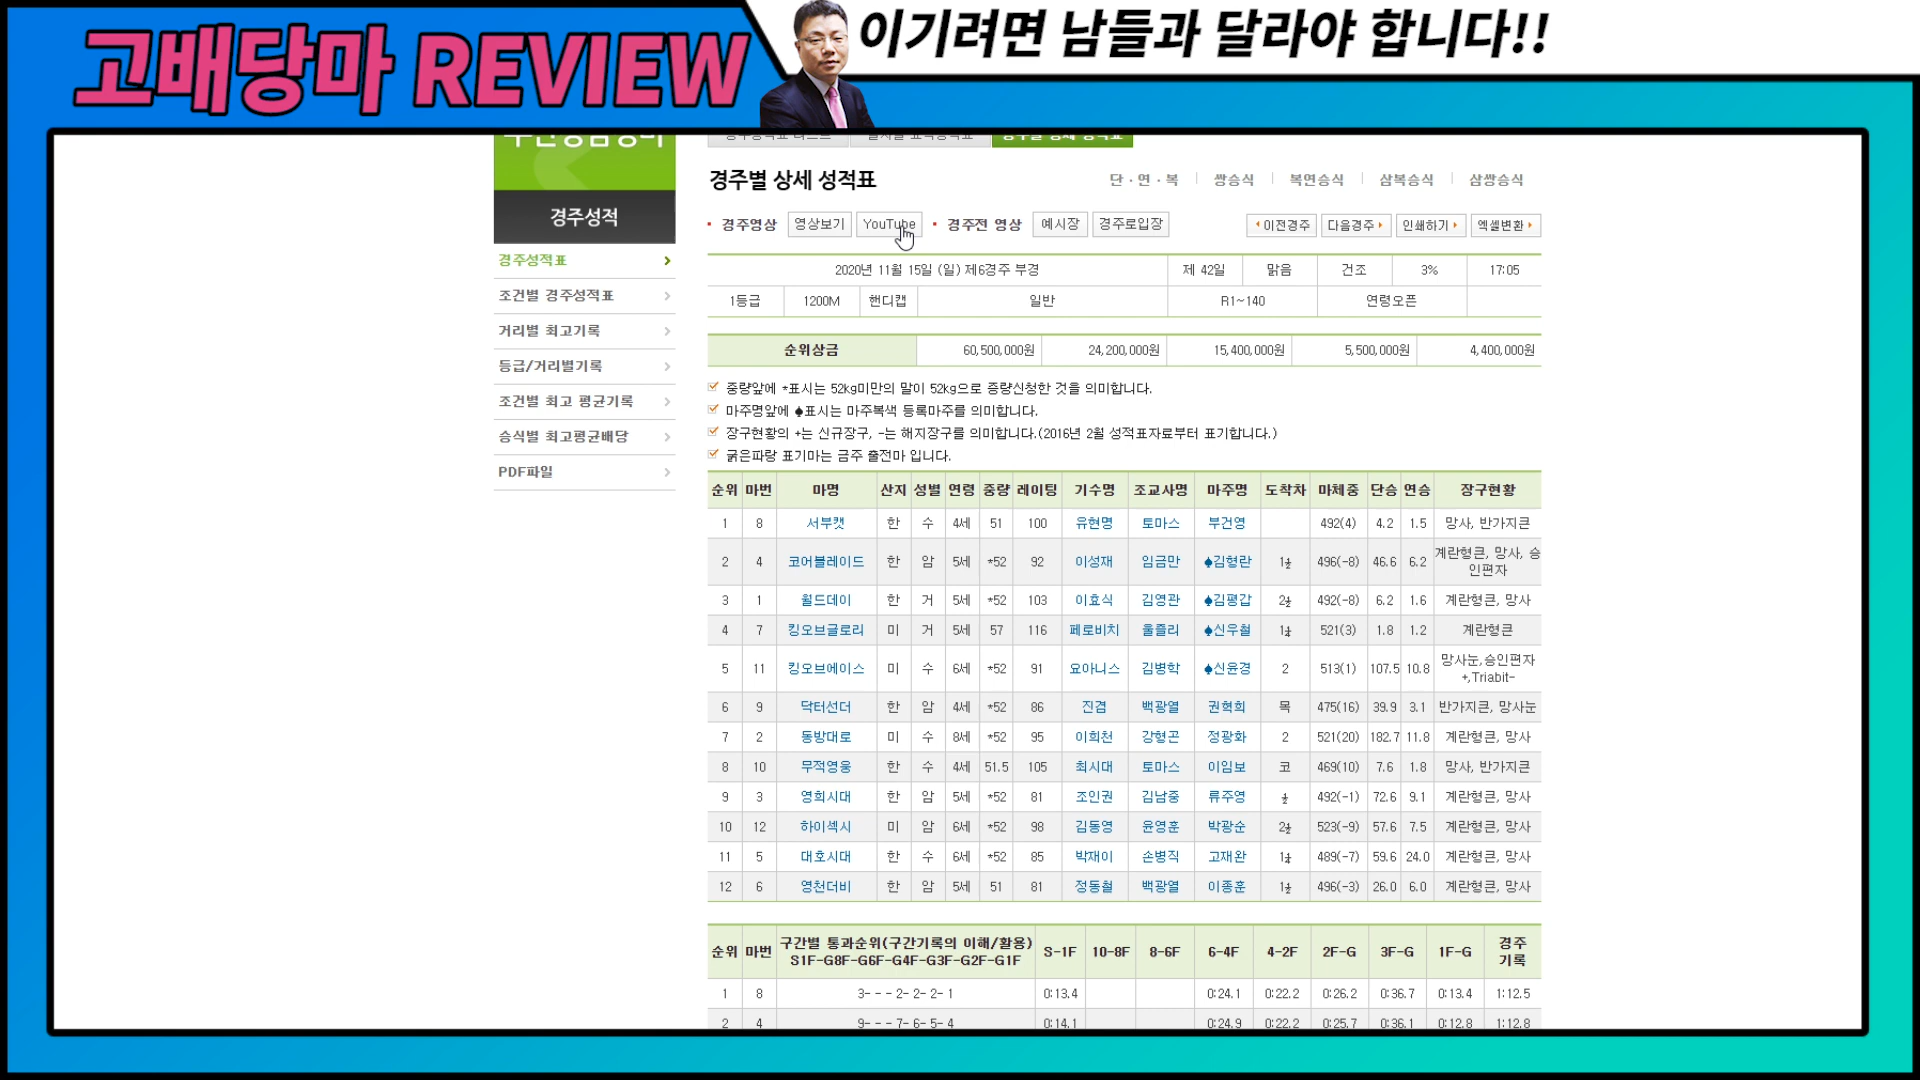 고배당마 REVIEW
이기려면 남들과 달라야 합니다!!
부산경남경마
경주성적
경주성적표
조건별 경주성적표
거리별 최고기록
등급/거리별기록
조건별 최고 평균기록
승식별 최고평균배당
PDF파일
경주별 상세 성적표
단 · 연 · 복 | 쌍승식 | 복연승식 | 삼복승식 | 삼쌍승식
경주영상 영상보기 YouTube 경주전 영상 예시장 경주로입장 이전경주 다음경주 인쇄하기 엑셀변환
2020년 11월 15일 (일) 제6경주 부경 제 42일 맑음 건조 3% 17:05
1등급 1200M 핸디캡 일반 R1~140 연령오픈
순위상금 60,500,000원 24,200,000원 15,400,000원 5,500,000원 4,400,000원
중량앞에 *표시는 52kg미만의 말이 52kg으로 증량신청한 것을 의미합니다.
마주명앞에 ♠표시는 마주복색 등록마주를 의미합니다.
장구현황의 +는 신규장구, -는 해지장구를 의미합니다.(2016년 2월 성적표자료부터 표기합니다.)
굵은파랑 표기마는 금주 출전마 입니다.
순위 마번 마명 산지 성별 연령 중량 레이팅 기수명 조교사명 마주명 도착차 마체중 단승 연승 장구현황
1 8 서부캣 한 수 4세 51 100 유현명 토마스 부건영 492(4) 4.2 1.5 망사, 반가지큰
2 4 코어블레이드 한 암 5세 *52 92 이성재 임금만 ♠김형란 1½ 496(-8) 46.6 6.2 계란형큰, 망사, 승
인편자
3 1 월드데이 한 거 5세 *52 103 이효식 김영관 ♠김평갑 2½ 492(-8) 6.2 1.6 계란형큰, 망사
4 7 킹오브글로리 미 거 5세 57 116 페로비치 울즐리 ♠신우철 1¼ 521(3) 1.8 1.2 계란형큰
5 11 킹오브에이스 미 수 6세 *52 91 요아니스 김병학 ♠신윤경 2 513(1) 107.5 10.8 망사눈,승인편자
+,Triabit-
6 9 닥터선더 한 암 4세 *52 86 진겸 백광열 권혁희 목 475(16) 39.9 3.1 반가지큰, 망사눈
7 2 동방대로 미 수 8세 *52 95 이희천 강형곤 정광화 2 521(20) 182.7 11.8 계란형큰, 망사
8 10 무적영웅 한 수 4세 51.5 105 최시대 토마스 이임보 코 469(10) 7.6 1.8 망사, 반가지큰
9 3 영희시대 한 암 5세 *52 81 조인권 김남중 류주영 ½ 492(-1) 72.6 9.1 계란형큰, 망사
10 12 하이섹시 미 암 6세 *52 98 김동영 윤영훈 박광순 2½ 523(-9) 57.6 7.5 계란형큰, 망사
11 5 대호시대 한 수 6세 *52 85 박재이 손병직 고재완 1¼ 489(-7) 59.6 24.0 계란형큰, 망사
12 6 영천더비 한 암 5세 51 81 정동철 백광열 이종훈 1½ 496(-3) 26.0 6.0 계란형큰, 망사
순위 마번 구간별 통과순위(구간기록의 이해/활용) S-1F 10-8F 8-6F 6-4F 4-2F 2F-G 3F-G 1F-G 경주
S1F-G8F-G6F-G4F-G3F-G2F-G1F 기록
1 8 3- - - 2- 2- 2- 1 0:13.4 0:24.1 0:22.2 0:26.2 0:36.7 0:13.4 1:12.5
2 4 9- - - 7- 6- 5- 4 0:14.1 0:24.9 0:22.2 0:25.7 0:36.1 0:12.8 1:12.8